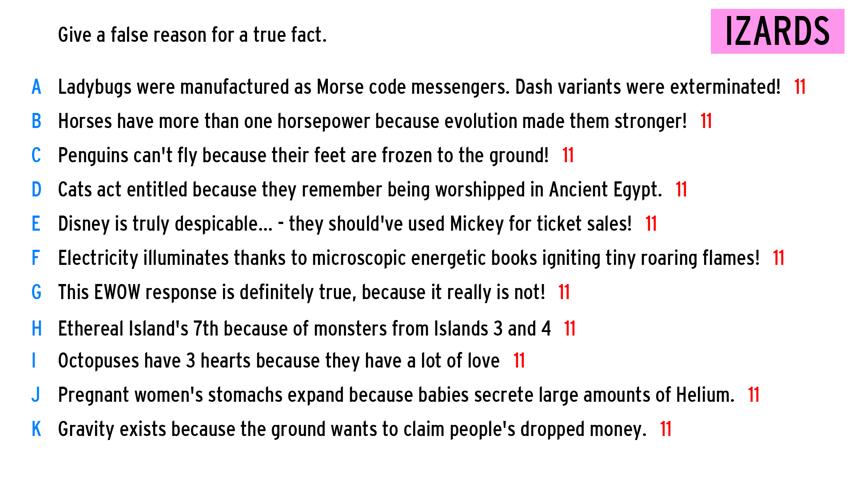 Give a false reason for a true fact.
IZARDS
A Ladybugs were manufactured as Morse code messengers. Dash variants were exterminated! 11
B Horses have more than one horsepower because evolution made them stronger! 11
C Penguins can't fly because their feet are frozen to the ground! 11
D Cats act entitled because they remember being worshipped in Ancient Egypt. 11
E Disney is truly despicable... - they should've used Mickey for ticket sales! 11
F Electricity illuminates thanks to microscopic energetic books igniting tiny roaring flames! 11
G This EWOW response is definitely true, because it really is not! 11
H Ethereal Island's 7th because of monsters from Islands 3 and 4 11
I Octopuses have 3 hearts because they have a lot of love 11
J Pregnant women's stomachs expand because babies secrete large amounts of Helium. 11
K Gravity exists because the ground wants to claim people's dropped money. 11